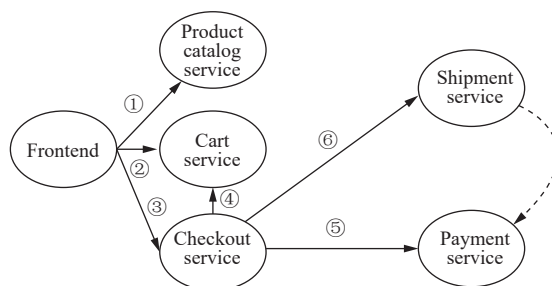 Product
catalog
service
Shipment
service
①
⑥
Frontend
②
Cart
service
③
④
Checkout
service
⑤
Payment
service